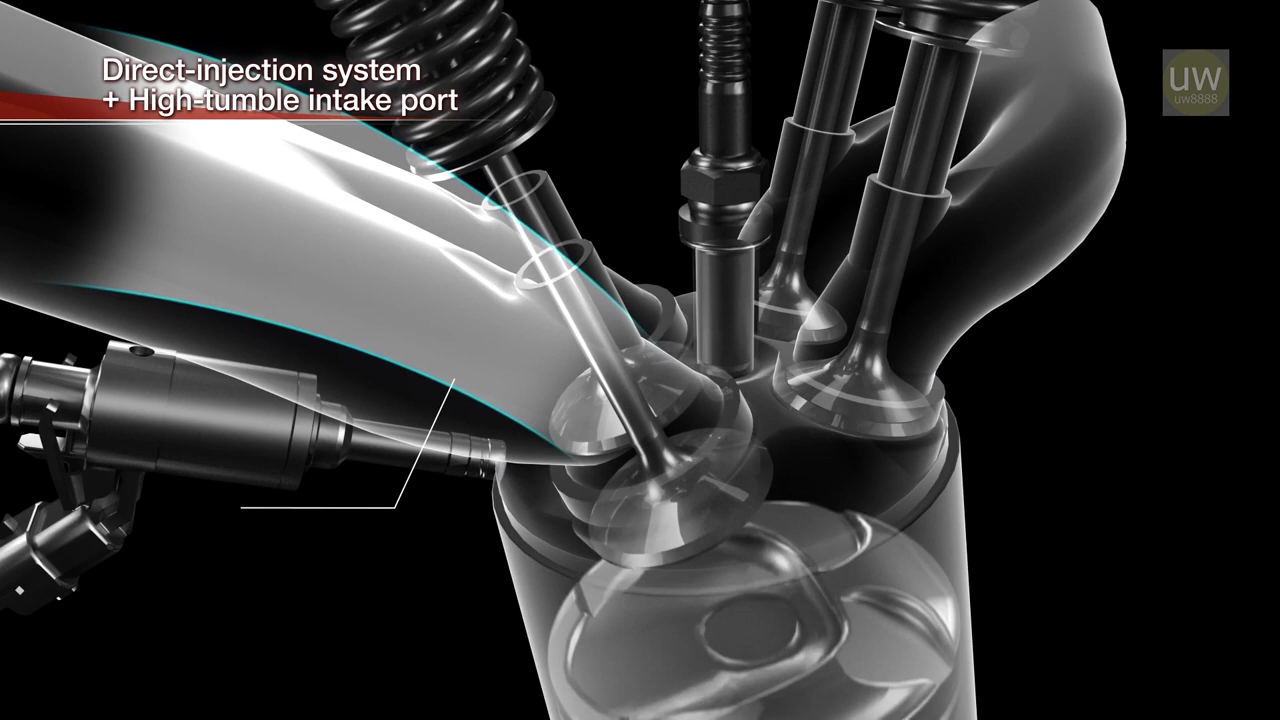 Direct-injection system
+ High-tumble intake port
uw
uw8888